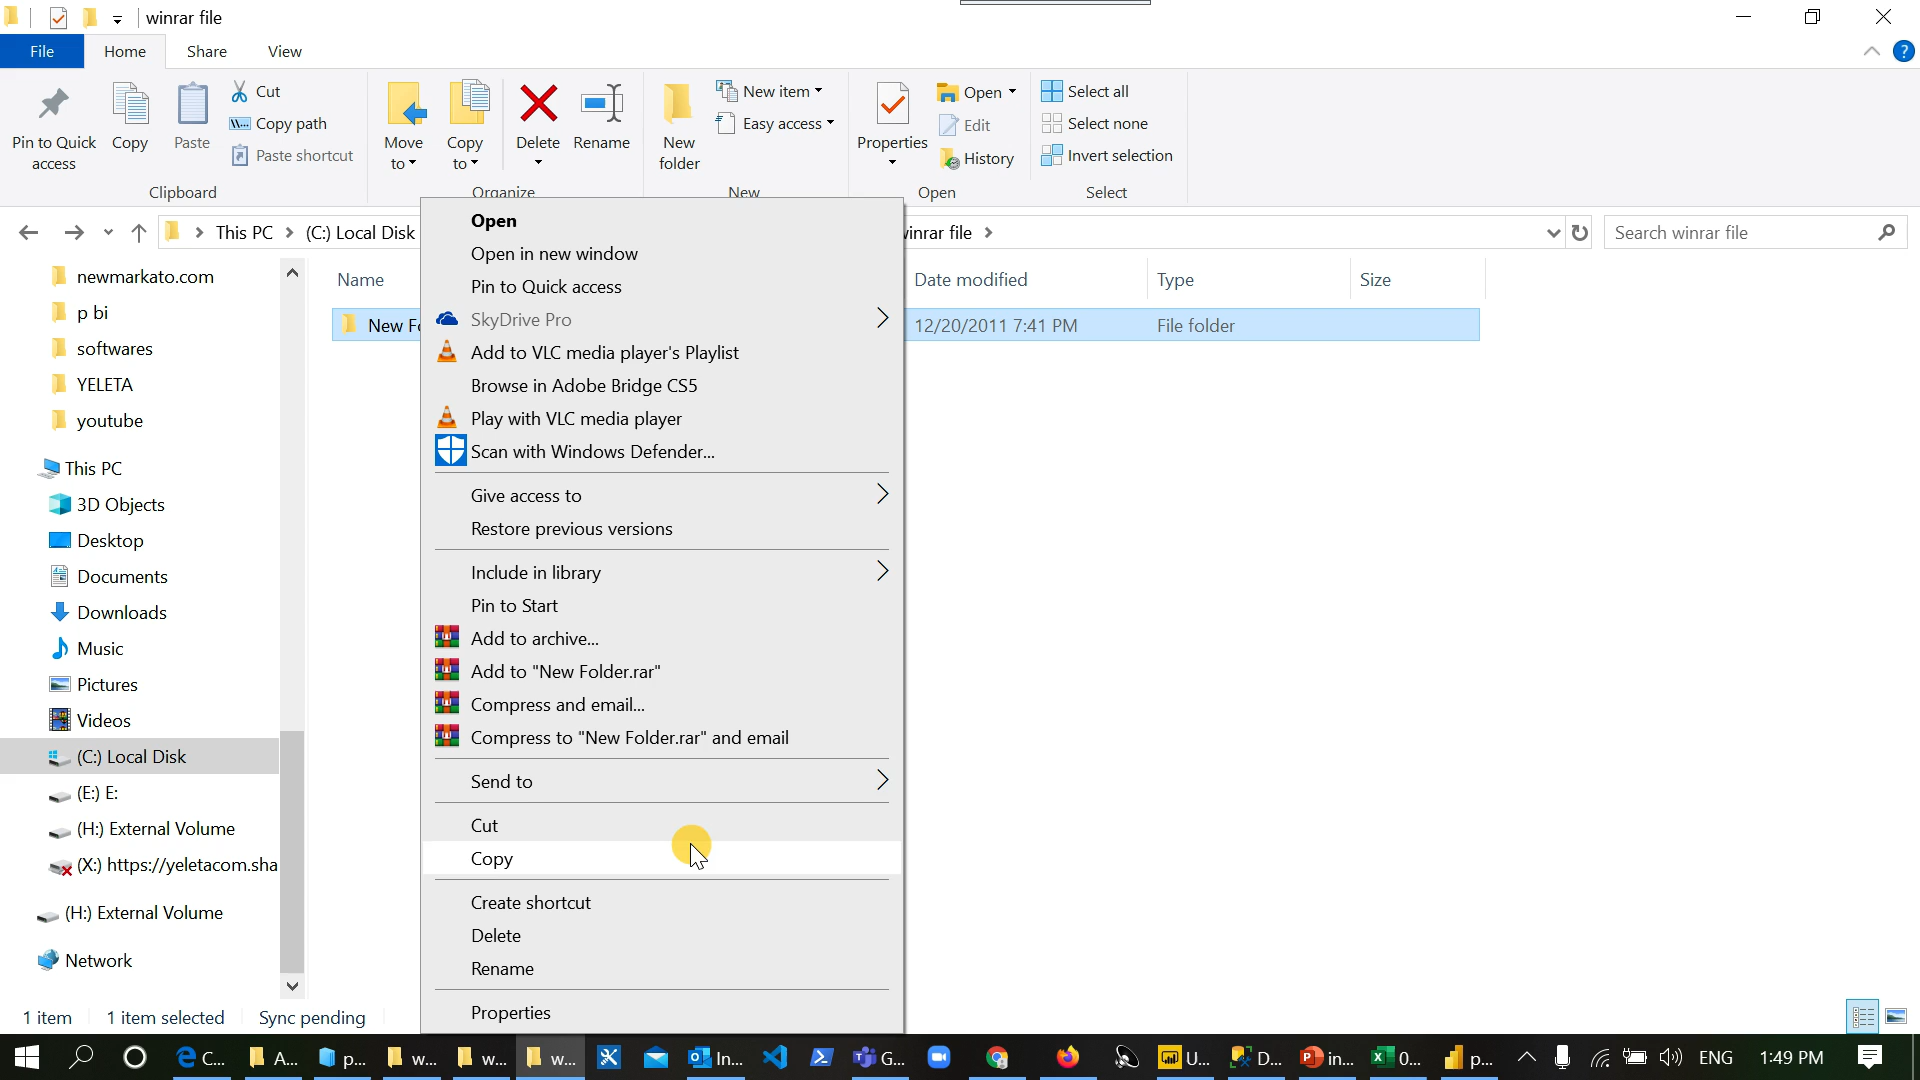 winrar file
File Home Share View
Pin to Quick access
Copy
Paste
Cut
Copy path
Paste shortcut
Clipboard
Move to
Copy to
Delete
Rename
Organize
New folder
New item
Easy access
New
Properties
Open
Edit
History
Open
Select all
Select none
Invert selection
Select
This PC > (C:) Local Disk
winrar file >
Search winrar file
newmarkato.com
p bi
softwares
YELETA
youtube
This PC
3D Objects
Desktop
Documents
Downloads
Music
Pictures
Videos
(C:) Local Disk
(E:) E:
(H:) External Volume
(X:) https://yeletacom.sha
(H:) External Volume
Network
Name Date modified Type Size
New Fo 12/20/2011 7:41 PM File folder
Open
Open in new window
Pin to Quick access
SkyDrive Pro
Add to VLC media player's Playlist
Browse in Adobe Bridge CS5
Play with VLC media player
Scan with Windows Defender...
Give access to
Restore previous versions
Include in library
Pin to Start
Add to archive...
Add to "New Folder.rar"
Compress and email...
Compress to "New Folder.rar" and email
Send to
Cut
Copy
Create shortcut
Delete
Rename
Properties
1 item 1 item selected Sync pending
C... A... p... w... w... w... In... G... U... D... in... 0... p... ENG 1:49 PM